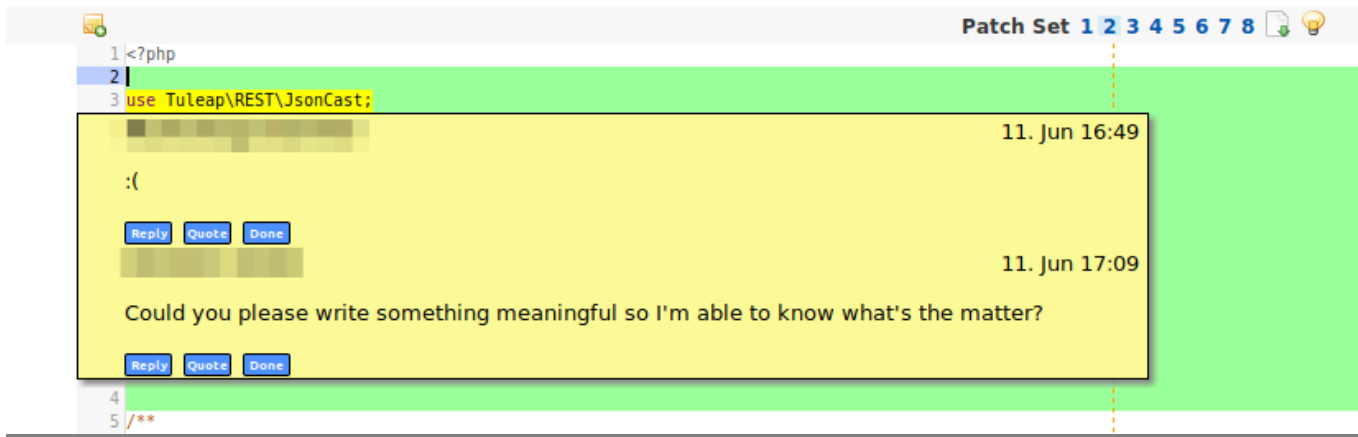 Patch Set 1 2 3 4 5 6 7 8
1 <?php
2
3 use Tuleap\REST\JsonCast;
11. Jun 16:49
:(
Reply Quote Done
11. Jun 17:09
Could you please write something meaningful so I'm able to know what's the matter?
Reply Quote Done
4
5 /**